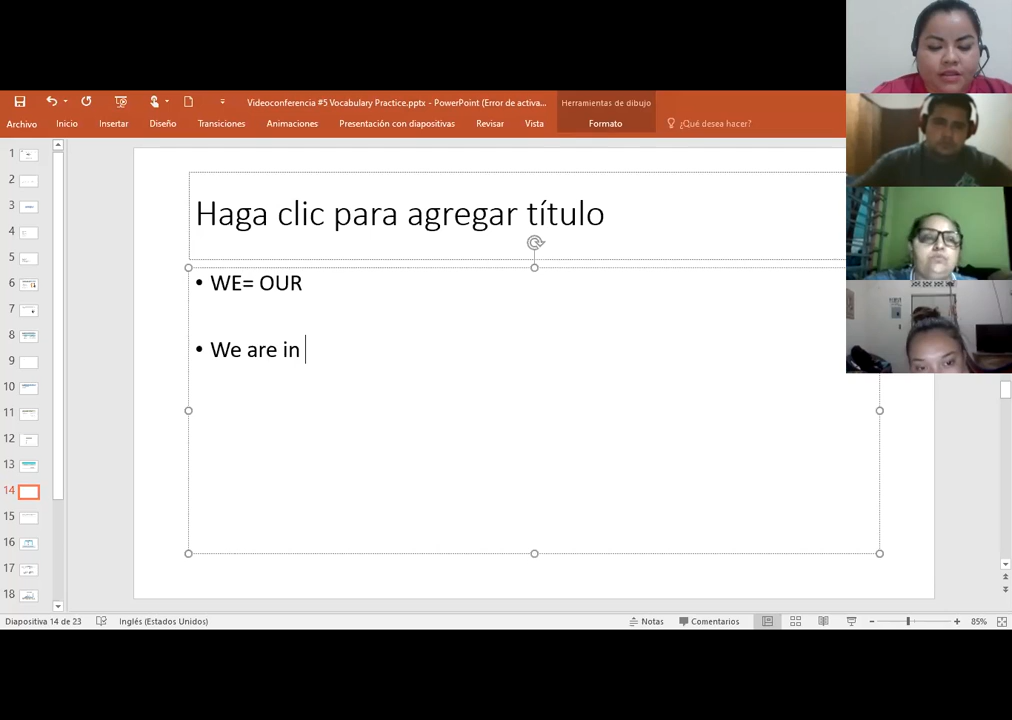 Videoconferencia #5 Vocabulary Practice.pptx - PowerPoint (Error de activa...
Herramientas de dibujo
Archivo
Inicio
Insertar
Diseño
Transiciones
Animaciones
Presentación con diapositivas
Revisar
Vista
Formato
¿Qué desea hacer?
1
2
3
4
5
6
7
8
9
10
11
12
13
14
15
16
17
18
Haga clic para agregar título
• WE= OUR
• We are in
Diapositiva 14 de 23
Inglés (Estados Unidos)
Notas
Comentarios
85%